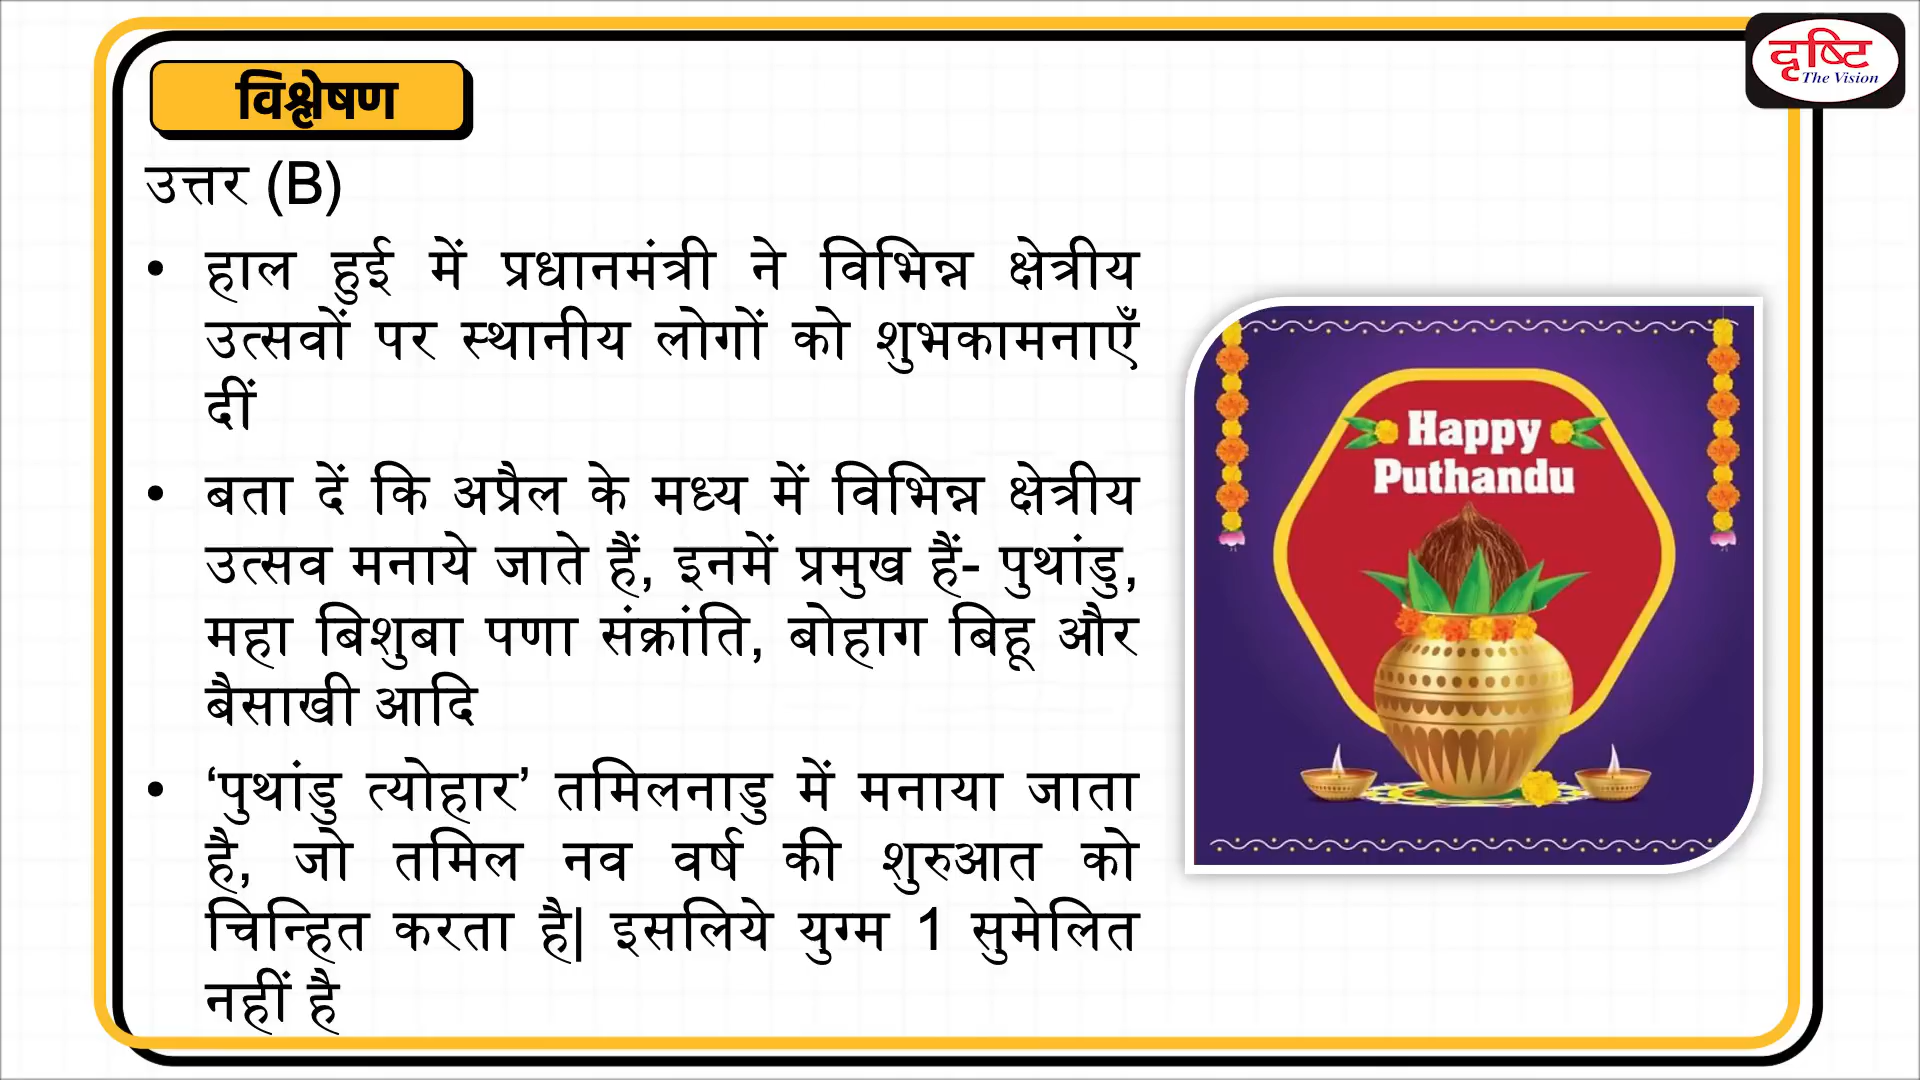 दृष्टि
The Vision
विश्लेषण
उत्तर (B)
• हाल हुई में प्रधानमंत्री ने विभिन्न क्षेत्रीय
उत्सवों पर स्थानीय लोगों को शुभकामनाएँ
दीं
• बता दें कि अप्रैल के मध्य में विभिन्न क्षेत्रीय
उत्सव मनाये जाते हैं, इनमें प्रमुख हैं- पुथांडु,
महा बिशुबा पणा संक्रांति, बोहाग बिहू और
बैसाखी आदि
• ‘पुथांडु त्योहार’ तमिलनाडु में मनाया जाता
है, जो तमिल नव वर्ष की शुरुआत को
चिन्हित करता है| इसलिये युग्म 1 सुमेलित
नहीं है
Happy
Puthandu